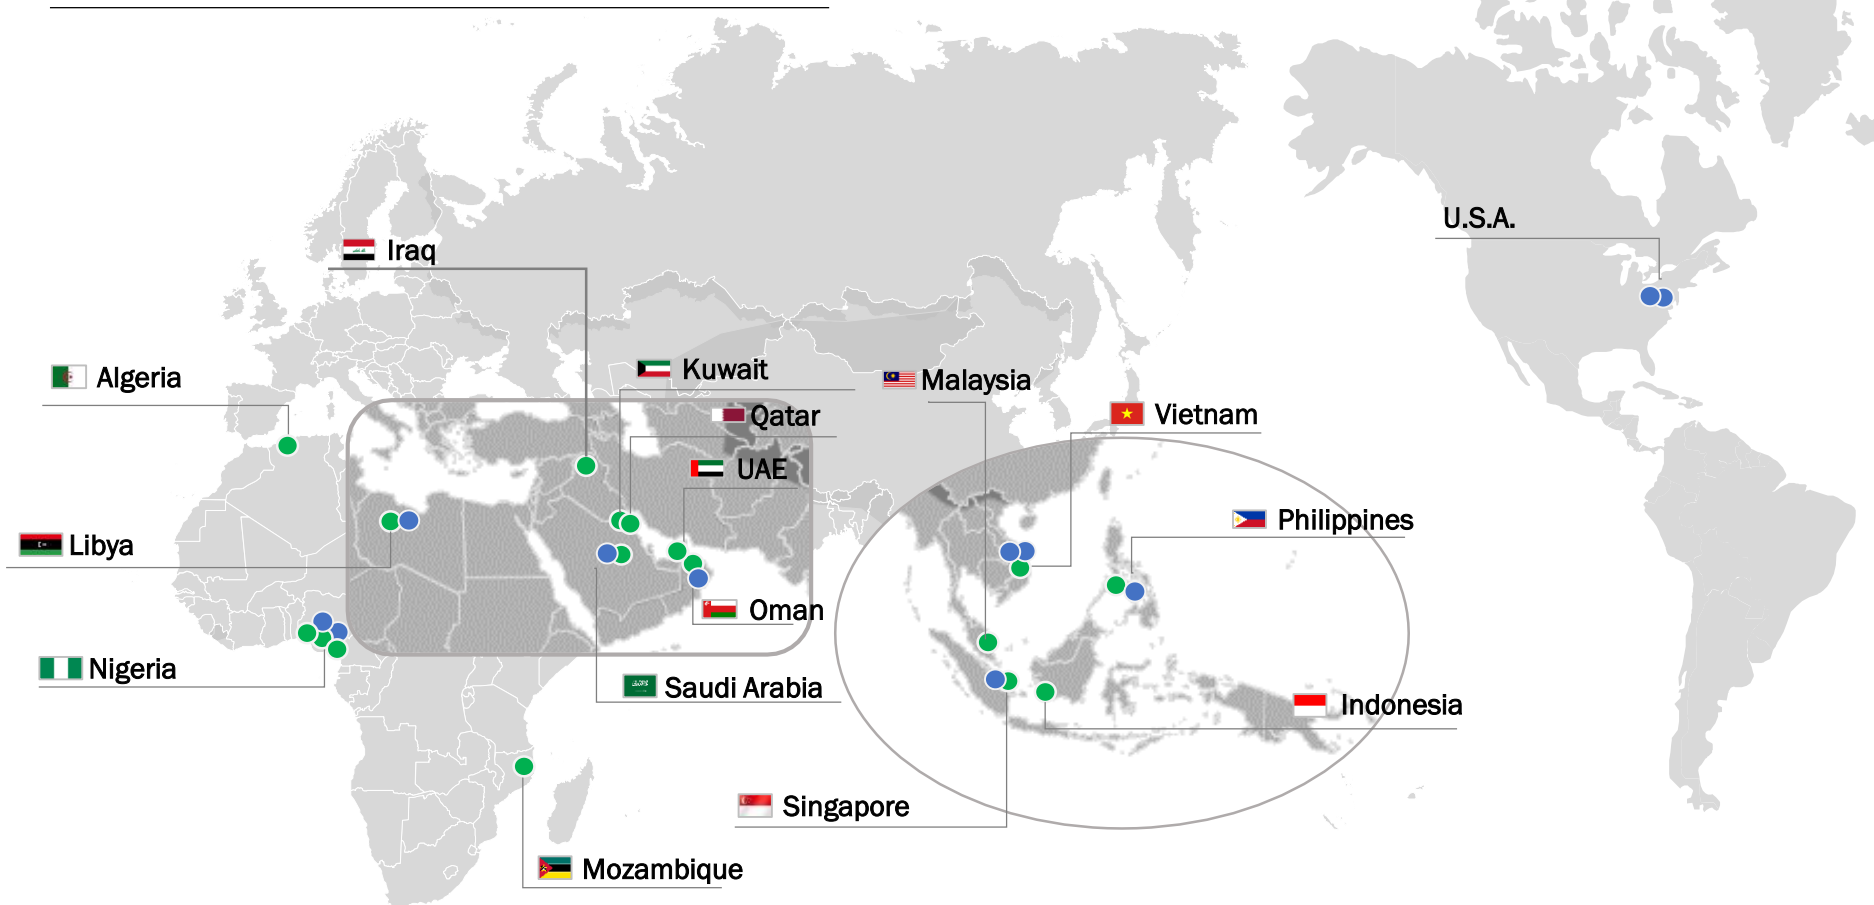 U.S.A.
Iraq
Kuwait
Algeria
Malaysia
Qatar
Vietnam
UAE
Philippines
Libya
Oman
Nigeria
Saudi Arabia
Indonesia
Singapore
Mozambique